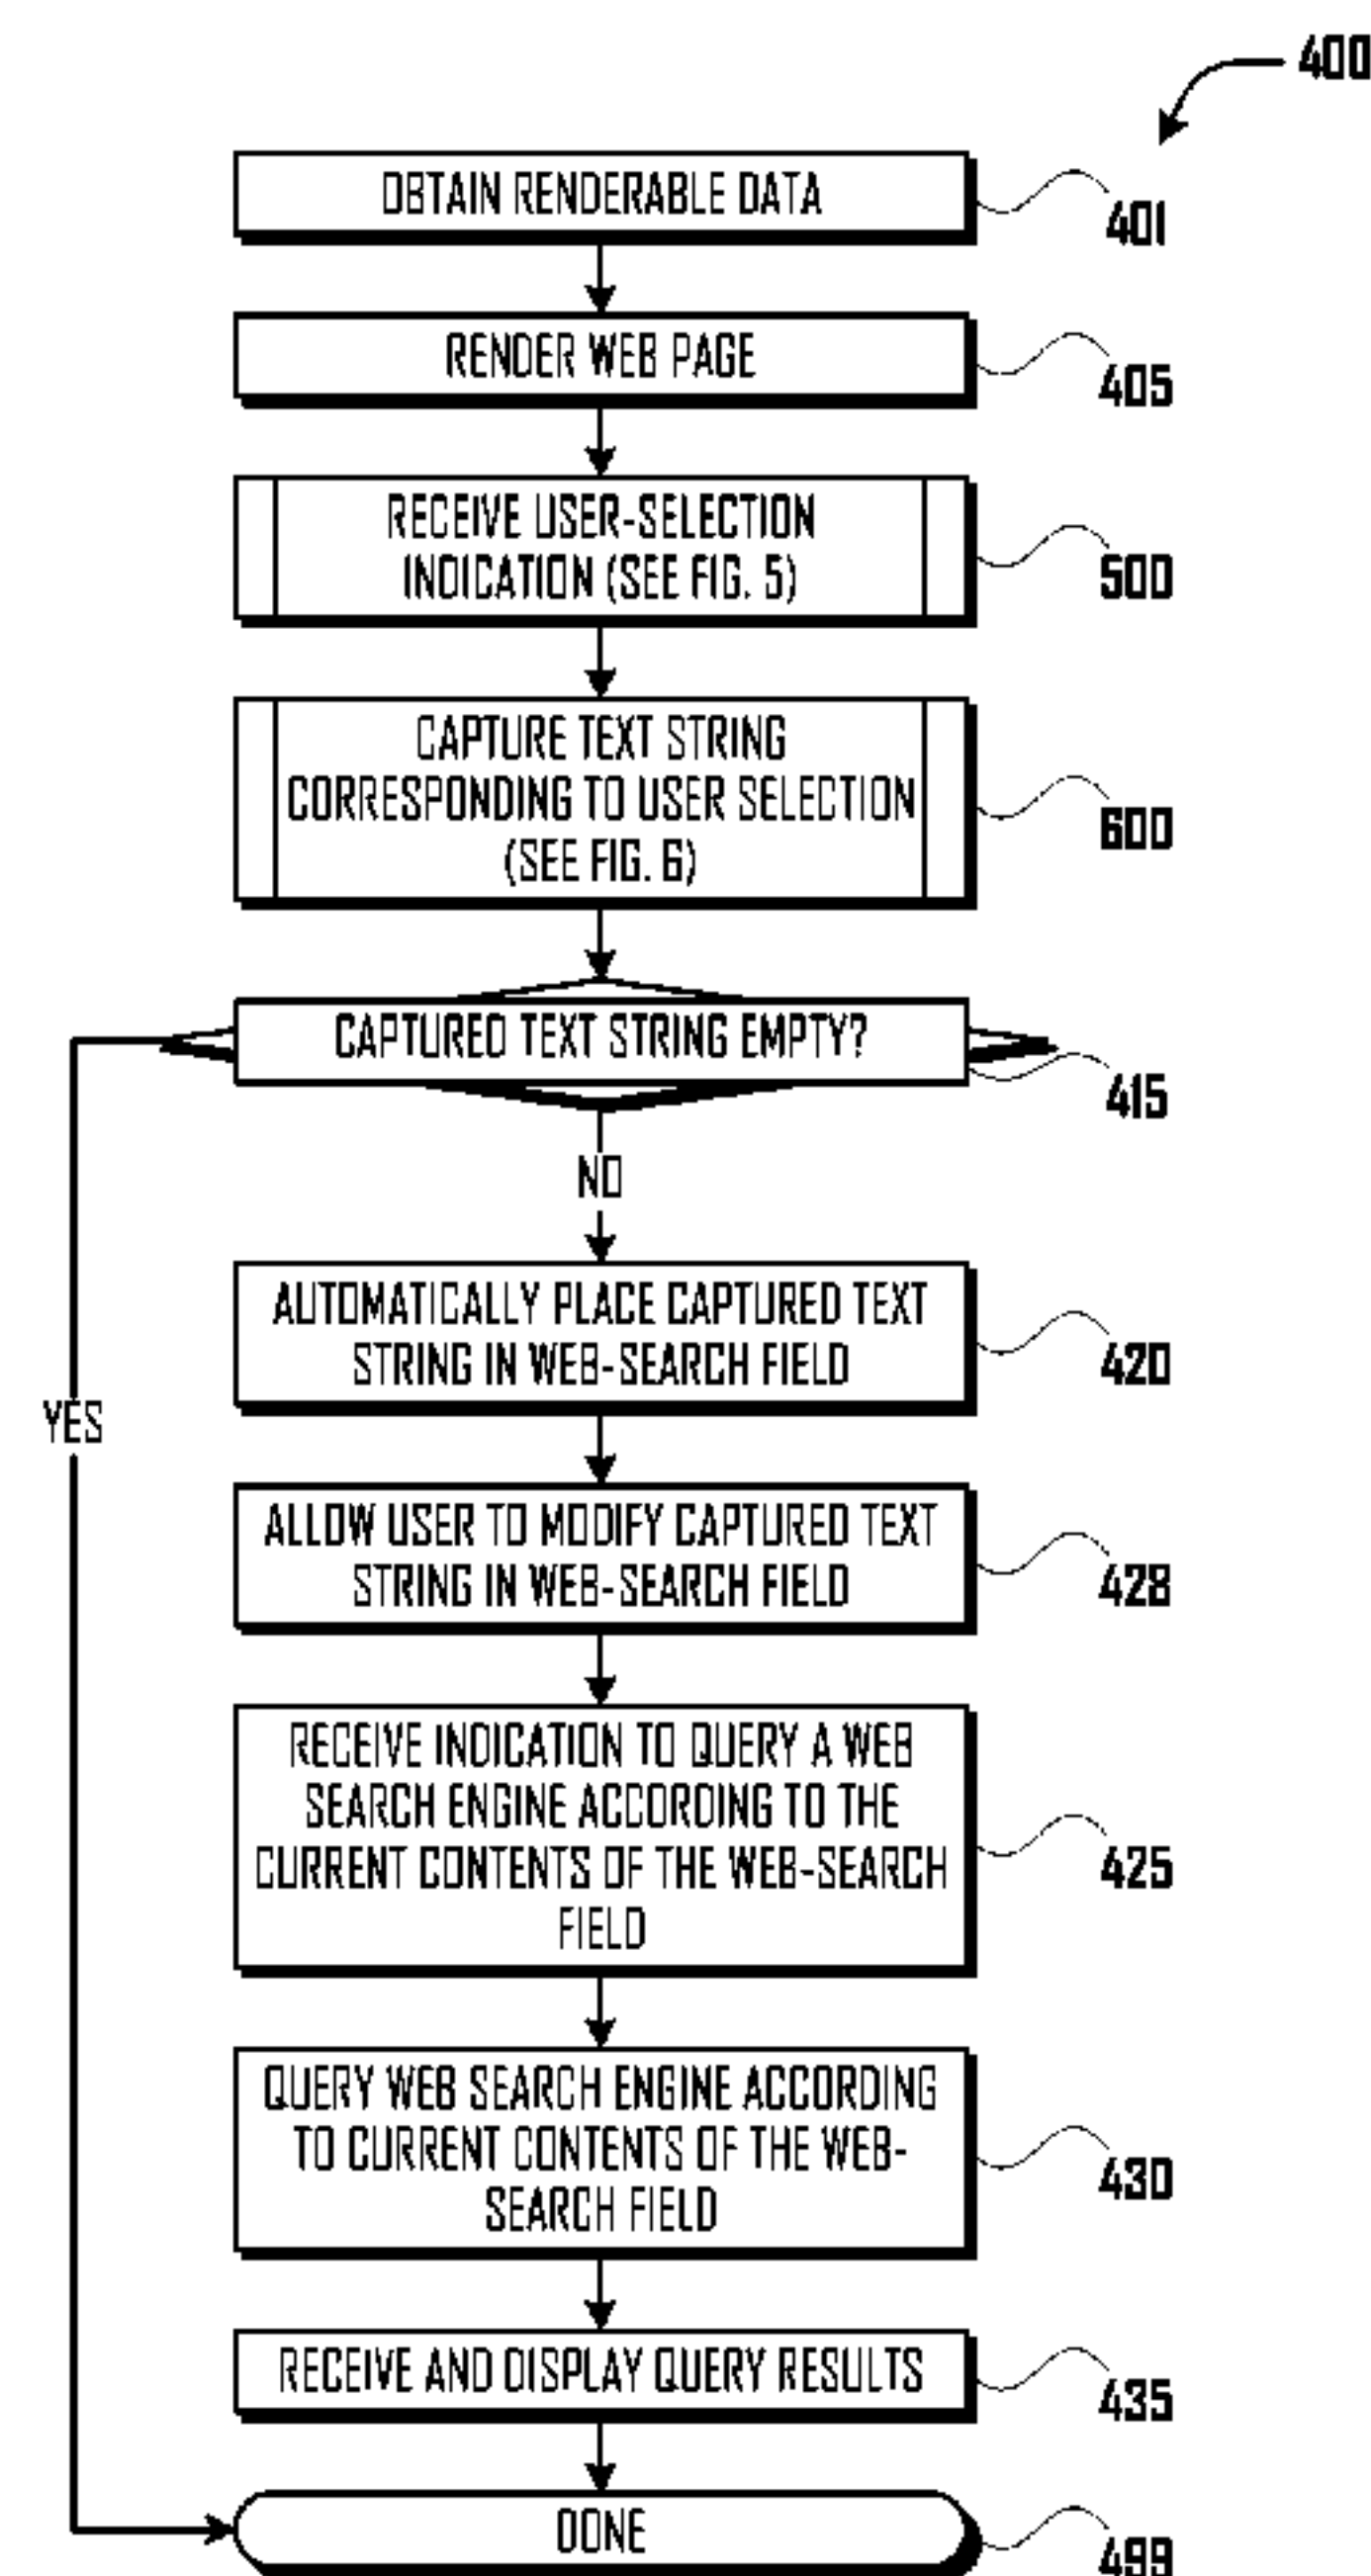 400
OBTAIN RENDERABLE DATA
401
RENDER WEB PAGE
405
RECEIVE USER-SELECTION
INDICATION (SEE FIG. 5)
500
CAPTURE TEXT STRING
CORRESPONDING TO USER SELECTION
(SEE FIG. 6)
600
CAPTURED TEXT STRING EMPTY?
415
NO
AUTOMATICALLY PLACE CAPTURED TEXT
STRING IN WEB-SEARCH FIELD
420
YES
ALLOW USER TO MODIFY CAPTURED TEXT
STRING IN WEB-SEARCH FIELD
428
RECEIVE INDICATION TO QUERY A WEB
SEARCH ENGINE ACCORDING TO THE
CURRENT CONTENTS OF THE WEB-SEARCH
FIELD
425
QUERY WEB SEARCH ENGINE ACCORDING
TO CURRENT CONTENTS OF THE WEB-
SEARCH FIELD
430
RECEIVE AND DISPLAY QUERY RESULTS
435
DONE
499